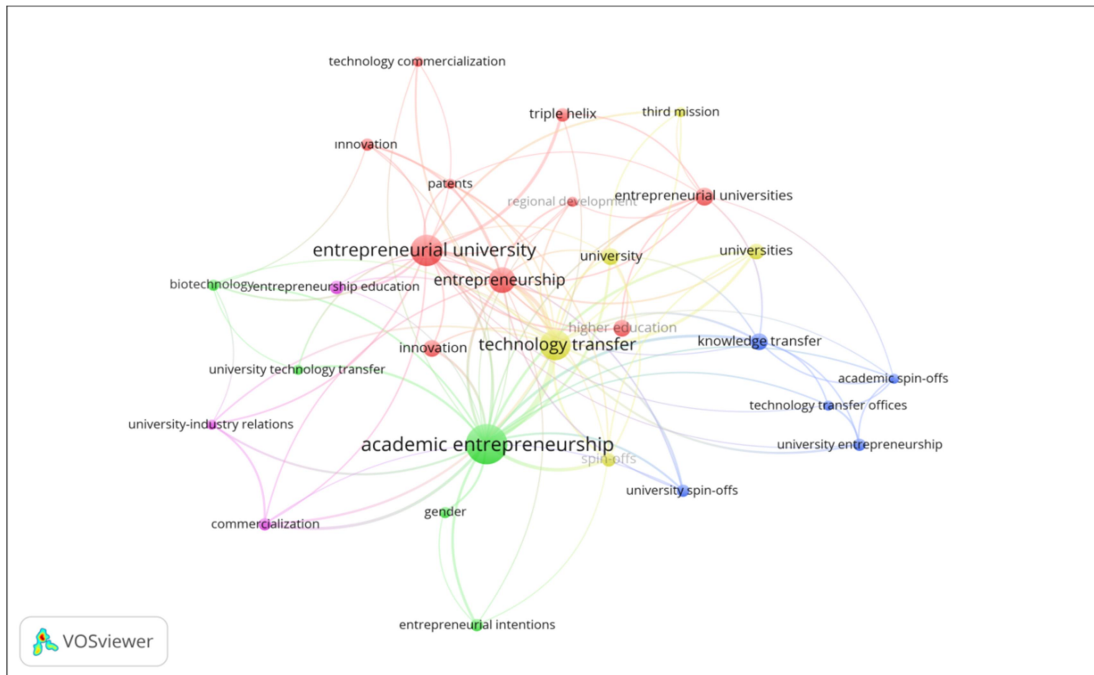 technology commercialization
triple helix
third mission
innovation
patents
regional development
entrepreneurial universities
entrepreneurial university
university
universities
entrepreneurship
biotechnology
entrepreneurship education
higher education
technology transfer
knowledge transfer
innovation
university technology transfer
academic spin-offs
technology transfer offices
university-industry relations
academic entrepreneurship
university entrepreneurship
spin-offs
university spin-offs
gender
commercialization
entrepreneurial intentions
VOSviewer